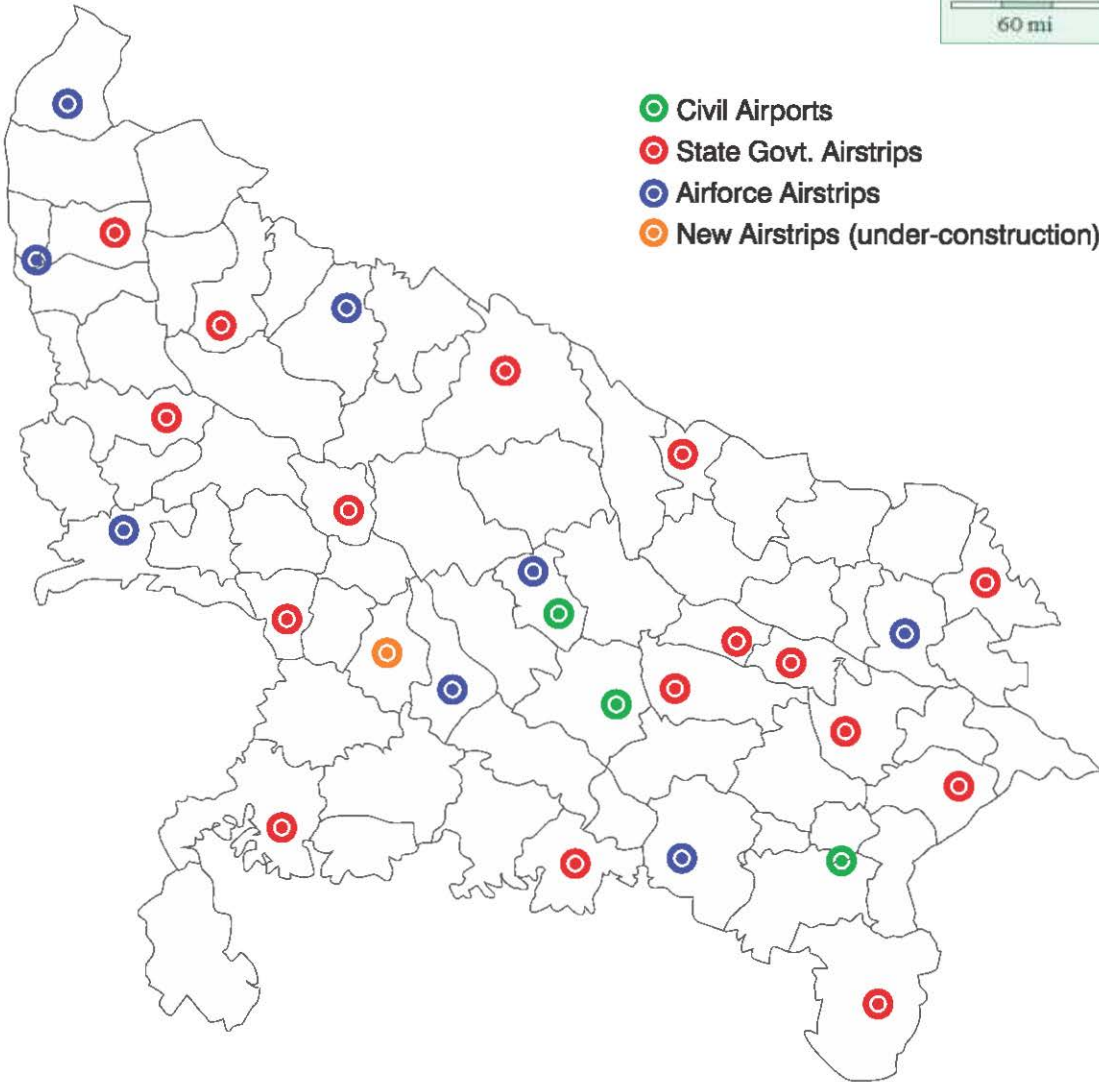 60 mi
Civil Airports
State Govt. Airstrips
Airforce Airstrips
New Airstrips (under-construction)